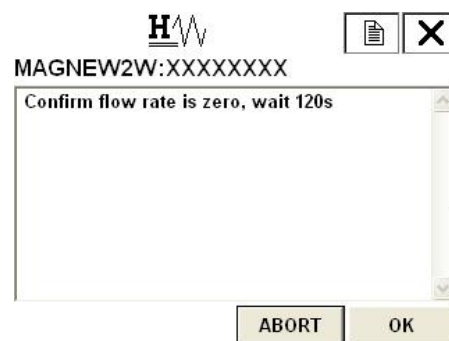 H
MAGNEW2W:XXXXXXXX
Confirm flow rate is zero, wait 120s
ABORT OK